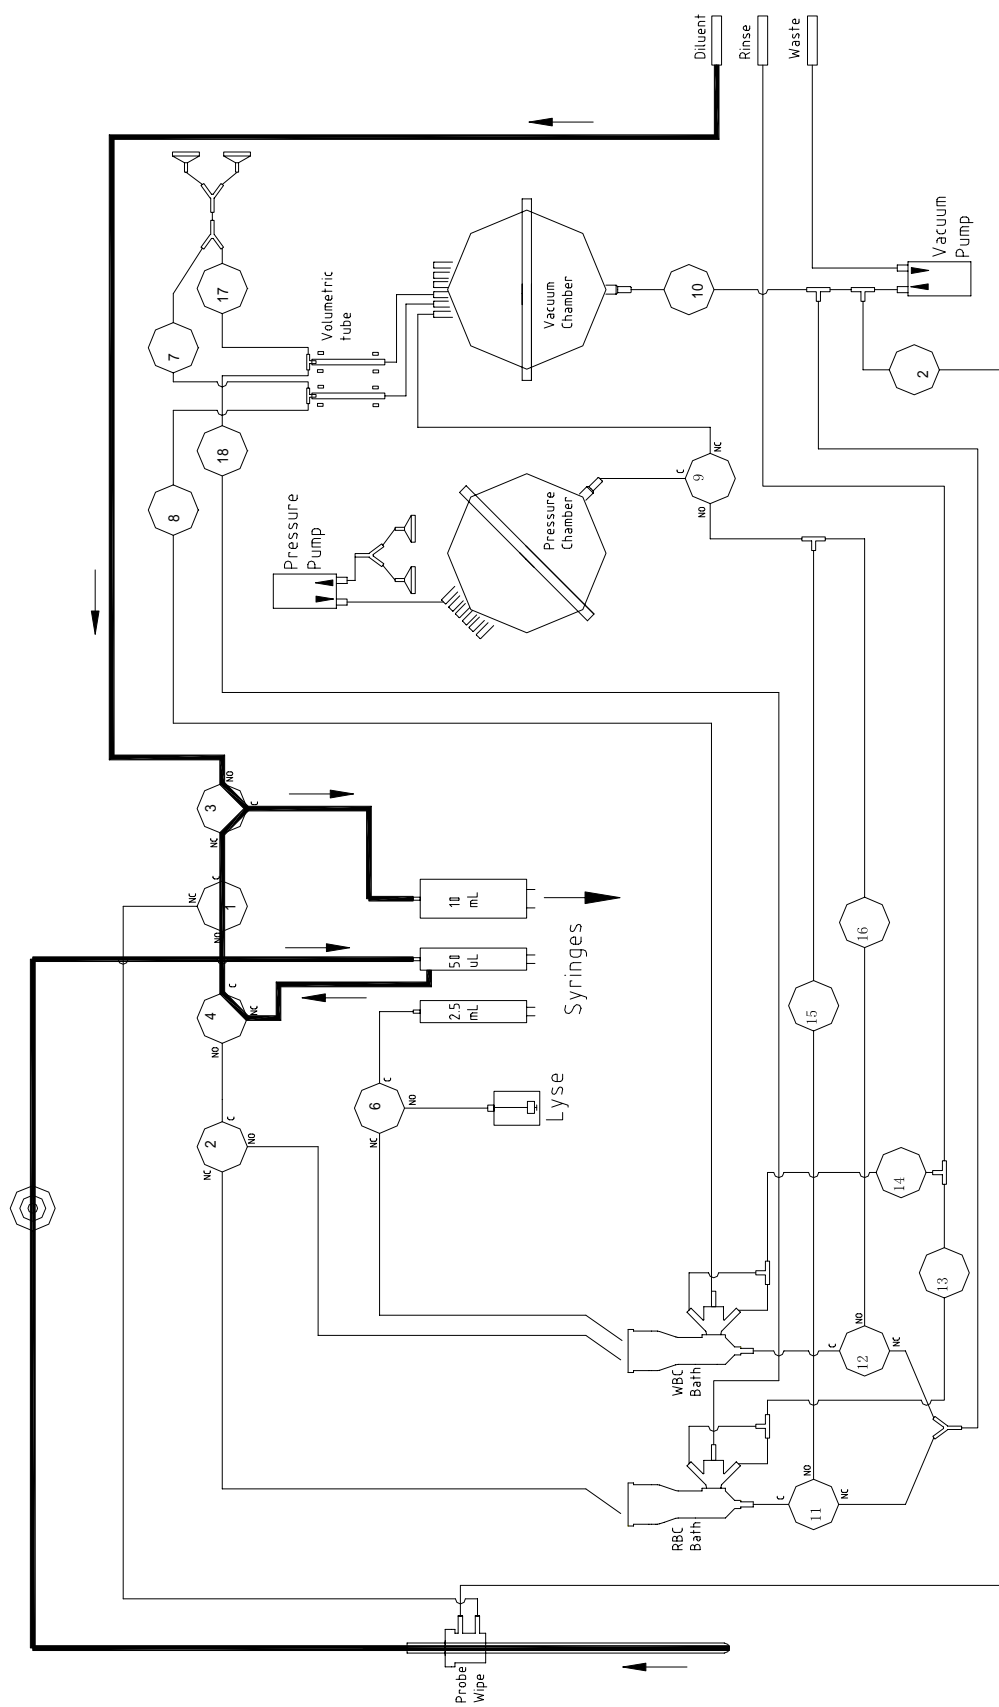 Diluent
Rinse
Waste
Vacuum
Pump
17
7
Volumetric
tube
Vacuum
Chamber
10
2
18
8
Pressure
Pump
Pressure
Chamber
C
9
NC
NO
3
NO
C
NC
1
C
NC
NO
10
mL
50
uL
2.5
mL
Syringes
4
C
NC
NO
2
C
NO
NC
6
C
NO
NC
Lyse
15
16
14
13
WBC
Bath
12
C
NO
NC
RBC
Bath
11
C
NO
NC
Probe
Wipe